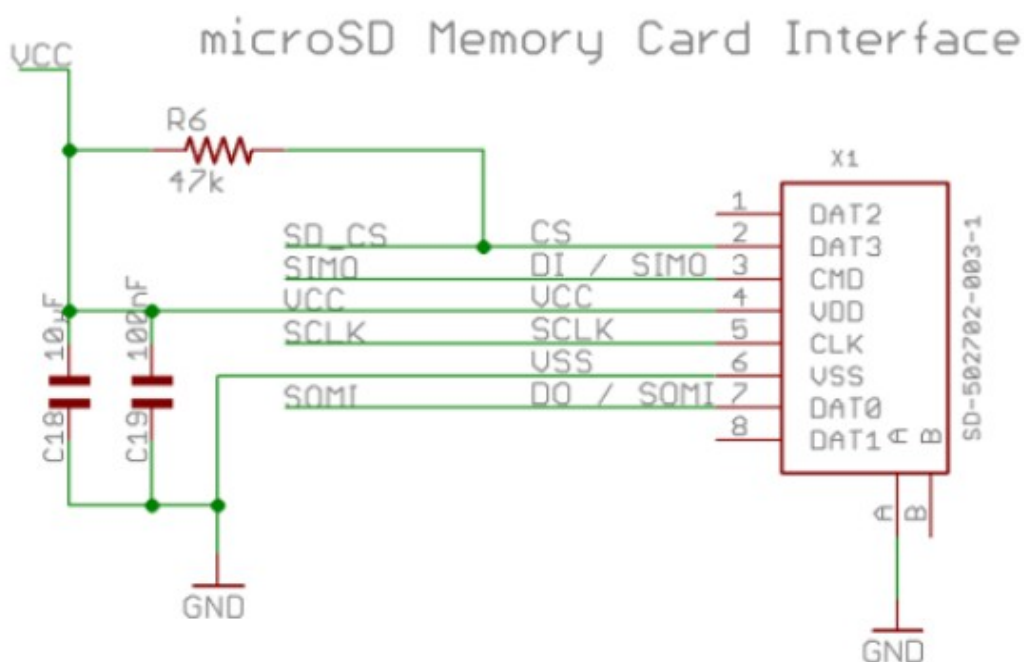 microSD Memory Card Interface
VCC
R6
47k
X1
1 DAT2
SD_CS CS 2 DAT3
SIMO DI / SIMO 3 CMD
VCC VCC 4 VDD
SCLK SCLK 5 CLK
VSS 6 VSS
SOMI DO / SOMI 7 DAT0
8 DAT1 A B
SD-502702-003-1
10µF
C18
100nF
C19
A B
GND
GND